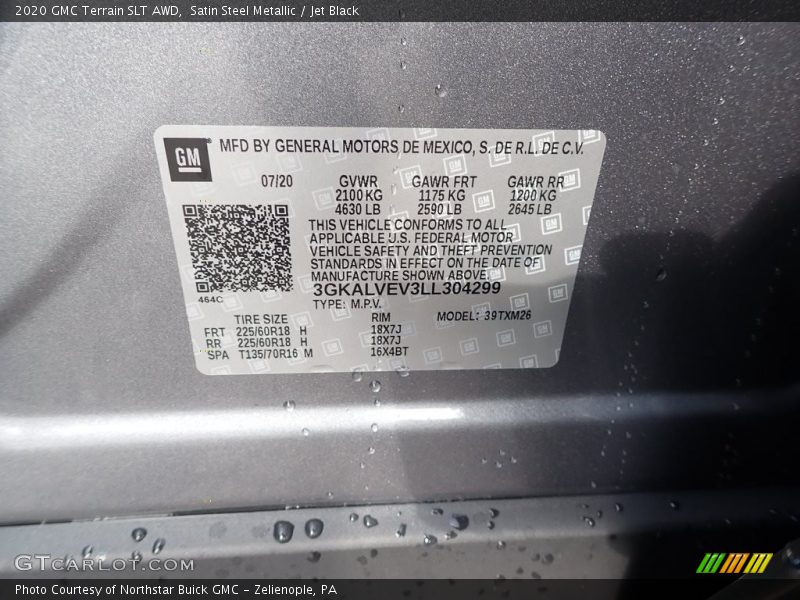 2020 GMC Terrain SLT AWD,  Satin Steel Metallic / Jet Black
GM MFD BY GENERAL MOTORS DE MEXICO, S. DE R.L. DE C.V.
07/20 GVWR GAWR FRT GAWR RR
2100 KG 1175 KG 1200 KG
4630 LB 2590 LB 2645 LB
THIS VEHICLE CONFORMS TO ALL
APPLICABLE U.S. FEDERAL MOTOR
VEHICLE SAFETY AND THEFT PREVENTION
STANDARDS IN EFFECT ON THE DATE OF
MANUFACTURE SHOWN ABOVE.
3GKALVEV3LL304299
464C
TYPE: M.P.V.
TIRE SIZE RIM MODEL: 39TXM26
FRT 225/60R18 H 18X7J
RR 225/60R18 H 18X7J
SPA T135/70R16 M 16X4BT
GTCARLOT.COM
Photo Courtesy of Northstar Buick GMC – Zelienople, PA